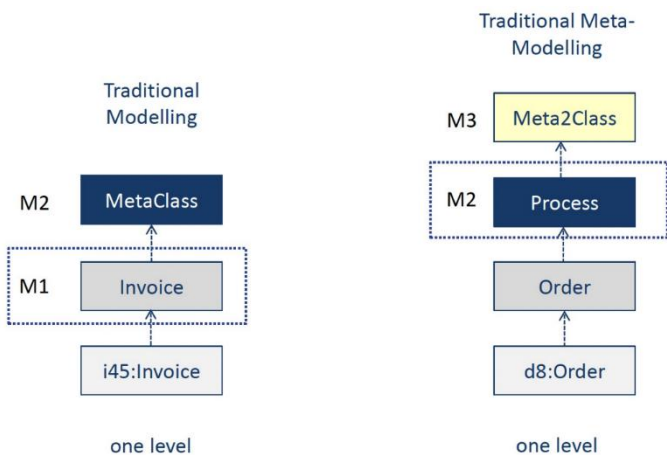 Traditional
Modelling
M2
MetaClass
M1
Invoice
i45:Invoice
one level
Traditional Meta-
Modelling
M3
Meta2Class
M2
Process
Order
d8:Order
one level